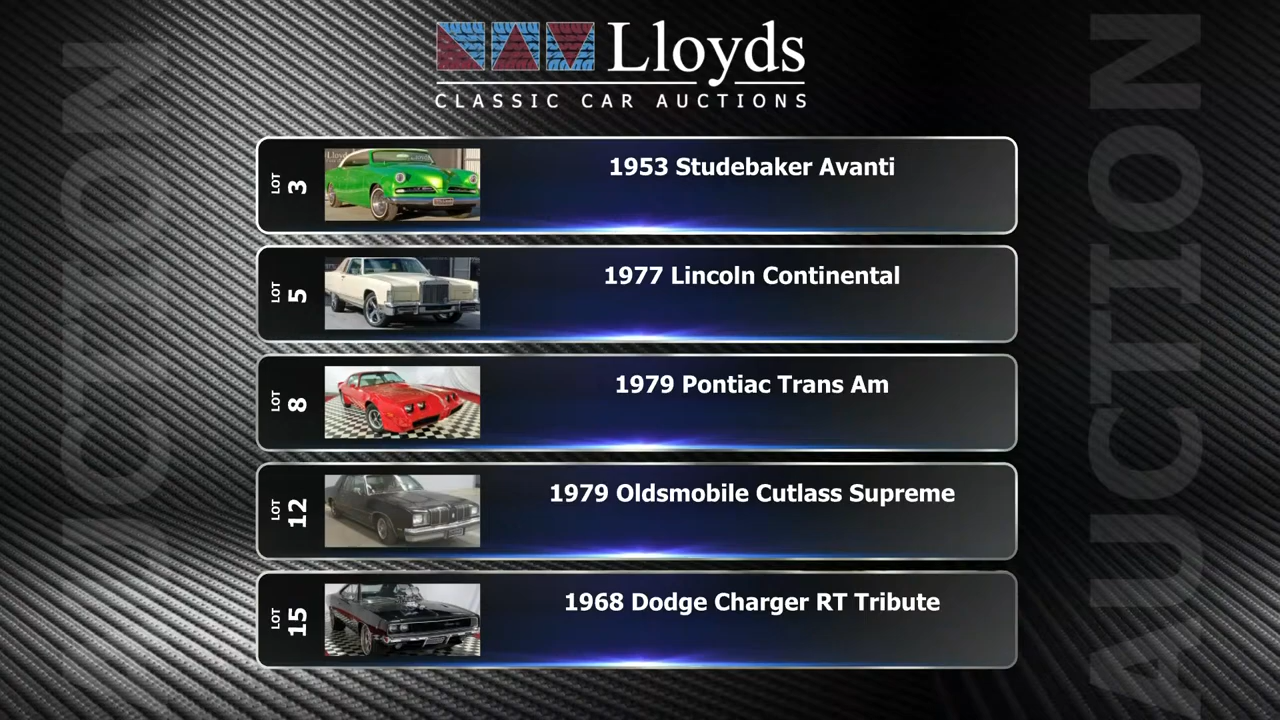 Lloyds
CLASSIC CAR AUCTIONS
AUCTION
AUCTION
LOT 3
1953 Studebaker Avanti
LOT 5
1977 Lincoln Continental
LOT 8
1979 Pontiac Trans Am
LOT 12
1979 Oldsmobile Cutlass Supreme
LOT 15
1968 Dodge Charger RT Tribute